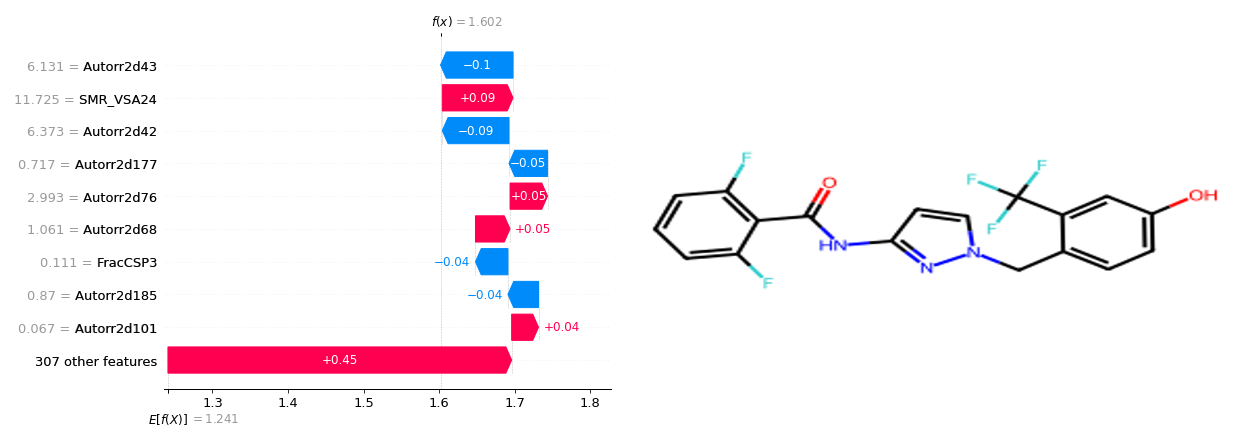 f(x) = 1.602
6.131 = Autorr2d43
−0.1
11.725 = SMR_VSA24
+0.09
6.373 = Autorr2d42
−0.09
0.717 = Autorr2d177
−0.05
2.993 = Autorr2d76
+0.05
1.061 = Autorr2d68
+0.05
0.111 = FracCSP3
−0.04
0.87 = Autorr2d185
−0.04
0.067 = Autorr2d101
+0.04
307 other features
+0.45
1.3 1.4 1.5 1.6 1.7 1.8
E[f(X)] = 1.241
F
O
F
F
OH
F
HN
N
N
F